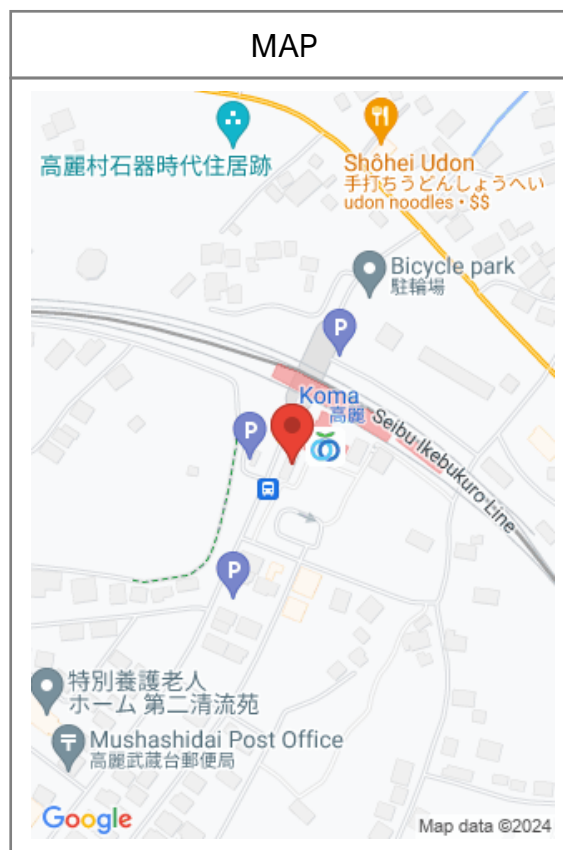 MAP
高麗村石器時代住居跡
Shôhei Udon
手打ちうどんしょうへい
udon noodles • $$
Bicycle park
駐輪場
P
Koma
高麗
Seibu Ikebukuro Line
P
P
特別養護老人
ホーム 第二清流苑
Mushashidai Post Office
高麗武蔵台郵便局
Google
Map data ©2024